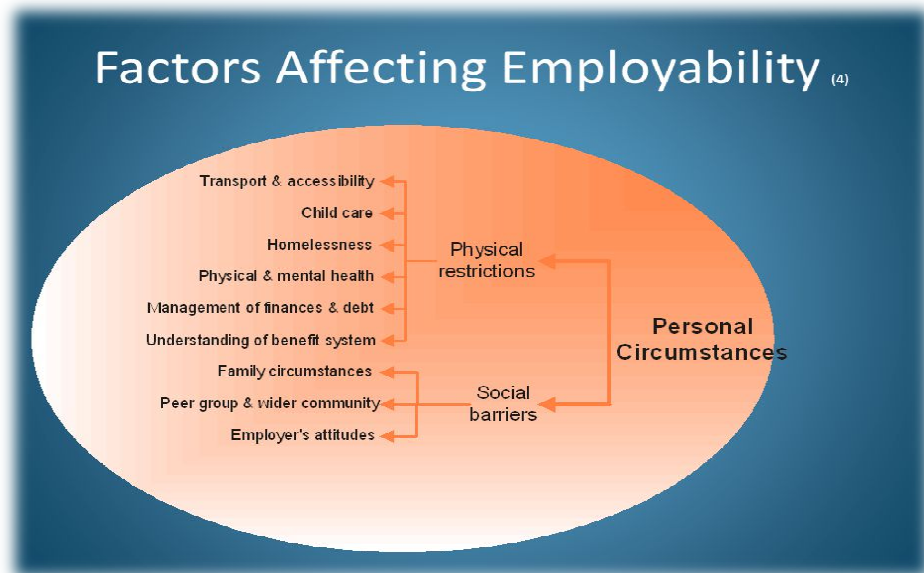 Factors Affecting Employability (4)
Transport & accessibility
Child care
Homelessness
Physical & mental health
Management of finances & debt
Understanding of benefit system
Family circumstances
Peer group & wider community
Employer's attitudes
Physical
restrictions
Social
barriers
Personal
Circumstances